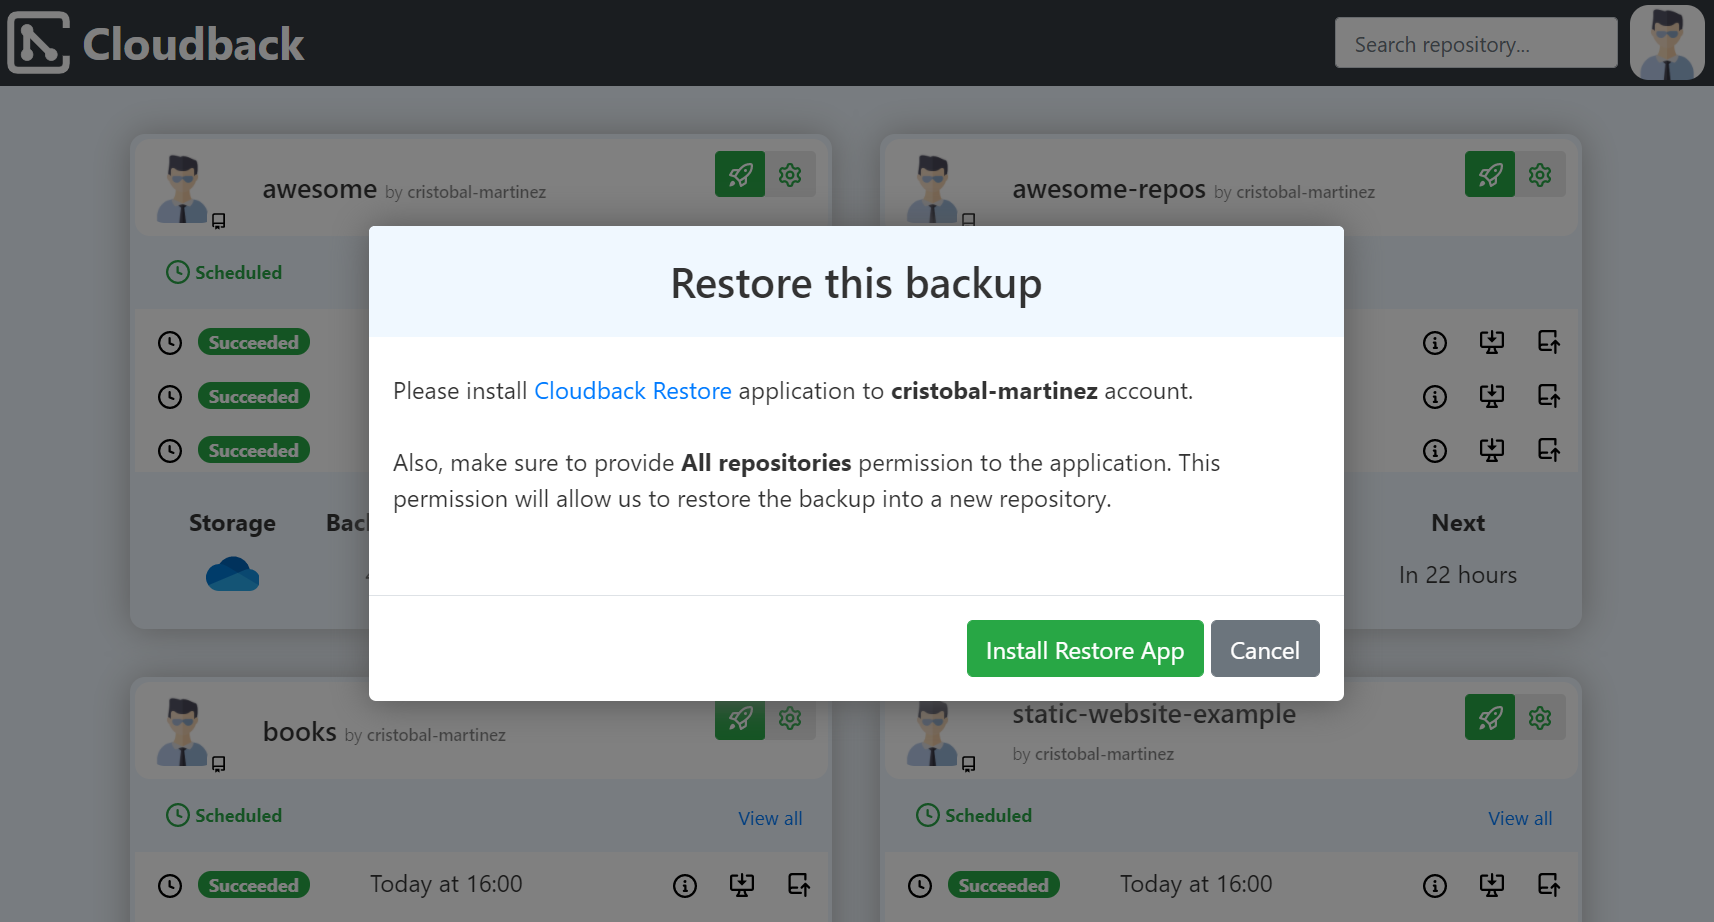 Cloudback
Search repository...
awesome by cristobal-martinez
Scheduled
Succeeded
Succeeded
Succeeded
Storage
awesome-repos by cristobal-martinez
Next
In 22 hours
Restore this backup
Please install Cloudback Restore application to cristobal-martinez account.
Also, make sure to provide All repositories permission to the application. This
permission will allow us to restore the backup into a new repository.
Install Restore App Cancel
books by cristobal-martinez
Scheduled View all
Succeeded Today at 16:00
static-website-example
by cristobal-martinez
Scheduled View all
Succeeded Today at 16:00